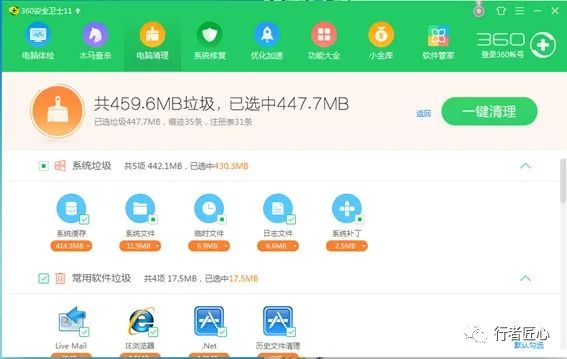 360安全卫士11
电脑体检 木马查杀 电脑清理 系统修复 优化加速 功能大全 小金库 软件管家
360
登录360帐号
共459.6MB垃圾，已选中447.7MB
已选垃圾447.7MB，痕迹35条，注册表31条
返回
一键清理
系统垃圾 共5项 442.1MB，已选中430.3MB
系统缓存 系统文件 临时文件 日志文件 系统补丁
414.3MB 11.9MB 6.9MB 6.6MB 2.5MB
常用软件垃圾 共4项 17.5MB，已选中17.5MB
Live Mail IE浏览器 .Net 历史文件清理
默认勾选
行者匠心